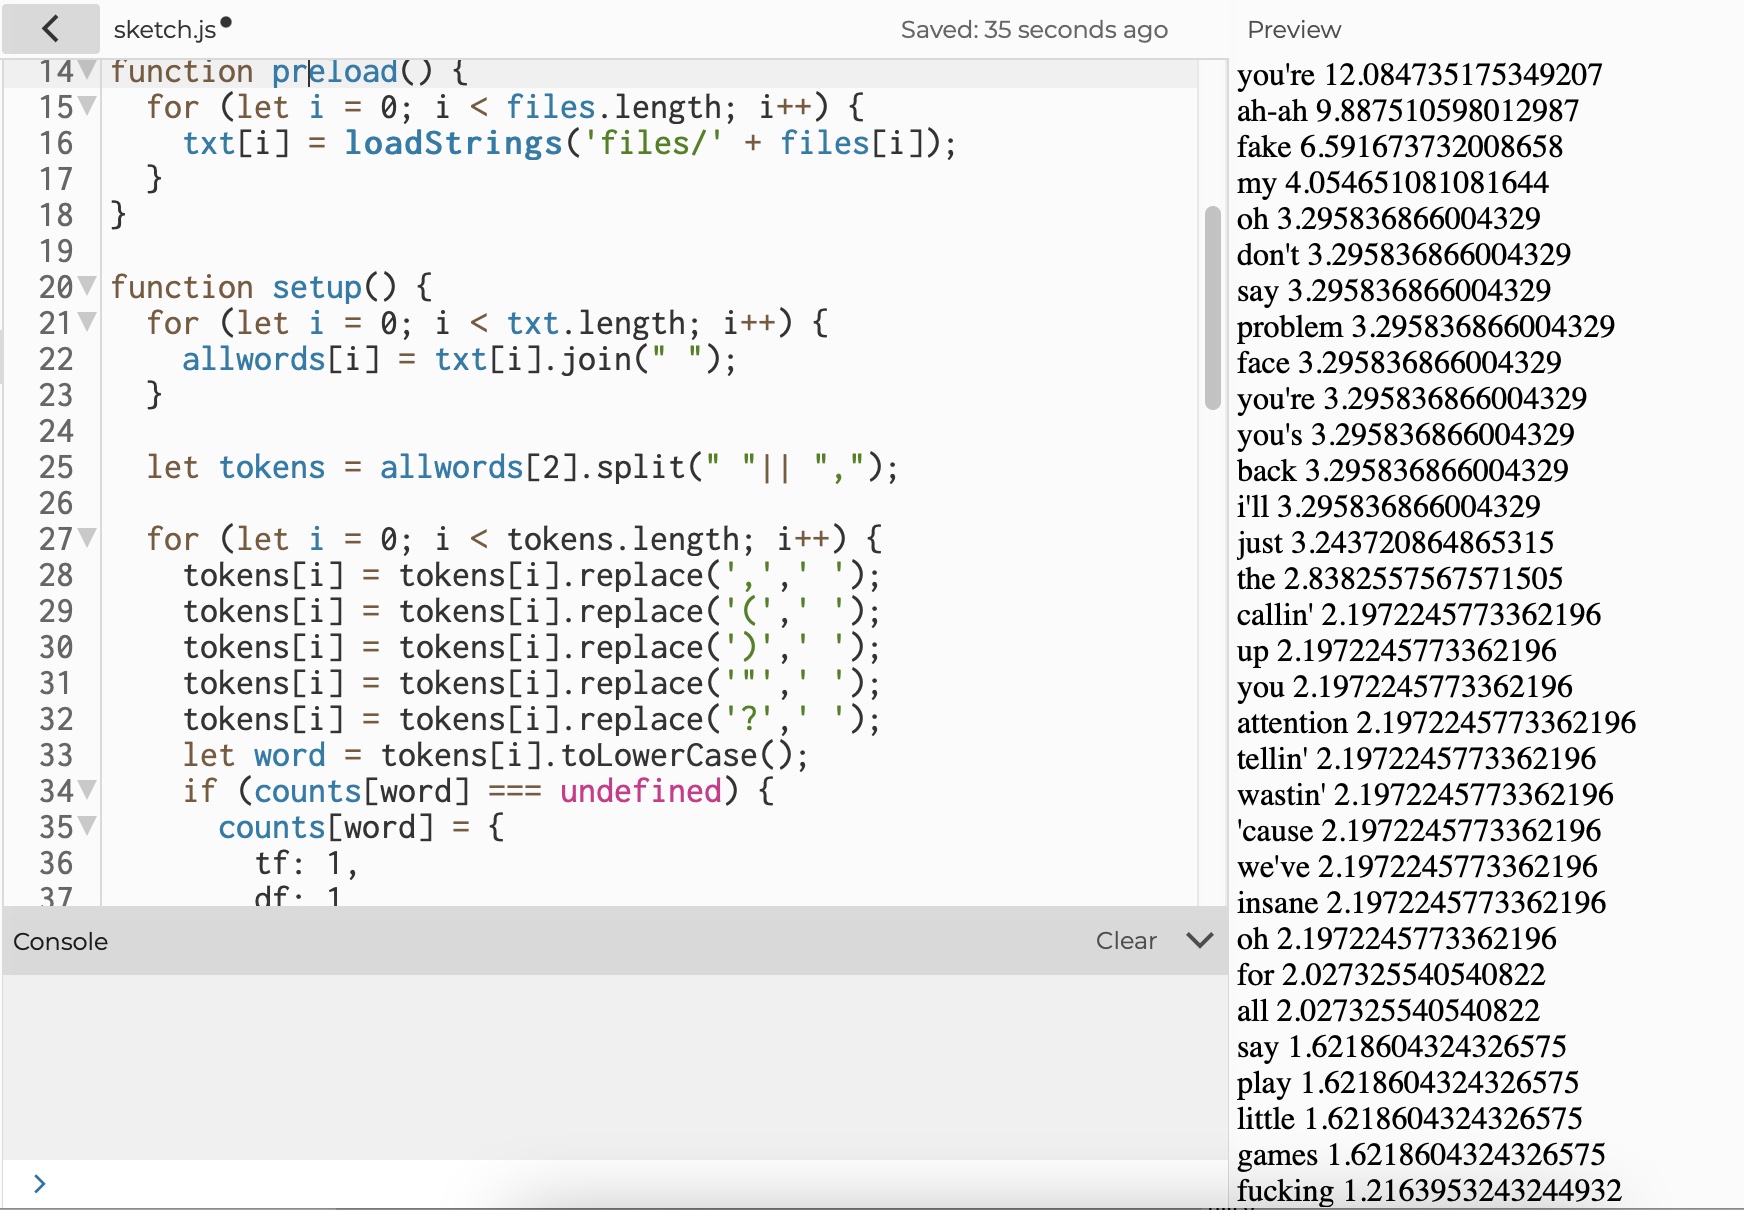 sketch.js
Saved: 35 seconds ago
Preview
14 function preload() {
15 for (let i = 0; i < files.length; i++) {
16 txt[i] = loadStrings('files/' + files[i]);
17 }
18 }
19
20 function setup() {
21 for (let i = 0; i < txt.length; i++) {
22 allwords[i] = txt[i].join(" ");
23 }
24
25 let tokens = allwords[2].split(" "|| ",");
26
27 for (let i = 0; i < tokens.length; i++) {
28 tokens[i] = tokens[i].replace(',',' ');
29 tokens[i] = tokens[i].replace('(',' ');
30 tokens[i] = tokens[i].replace(')',' ');
31 tokens[i] = tokens[i].replace('"',' ');
32 tokens[i] = tokens[i].replace('?',' ');
33 let word = tokens[i].toLowerCase();
34 if (counts[word] === undefined) {
35 counts[word] = {
36 tf: 1,
37 df: 1
Console
Clear
you're 12.084735175349207
ah-ah 9.887510598012987
fake 6.591673732008658
my 4.054651081081644
oh 3.295836866004329
don't 3.295836866004329
say 3.295836866004329
problem 3.295836866004329
face 3.295836866004329
you're 3.295836866004329
you's 3.295836866004329
back 3.295836866004329
i'll 3.295836866004329
just 3.243720864865315
the 2.8382557567571505
callin' 2.1972245773362196
up 2.1972245773362196
you 2.1972245773362196
attention 2.1972245773362196
tellin' 2.1972245773362196
wastin' 2.1972245773362196
'cause 2.1972245773362196
we've 2.1972245773362196
insane 2.1972245773362196
oh 2.1972245773362196
for 2.027325540540822
all 2.027325540540822
say 1.6218604324326575
play 1.6218604324326575
little 1.6218604324326575
games 1.6218604324326575
fucking 1.2163953243244932